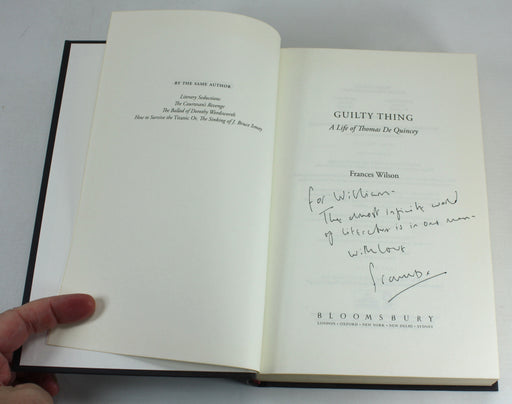 BY THE SAME AUTHOR
Literary Seductions
The Courtesan's Revenge
The Ballad of Dorothy Wordsworth
How to Survive the Titanic Or, The Sinking of J. Bruce Ismay
GUILTY THING
A Life of Thomas De Quincey
Frances Wilson
for William -
The almost infinite world
of literature is in one man -
with love
Frances.
BLOOMSBURY
LONDON • OXFORD • NEW YORK • NEW DELHI • SYDNEY